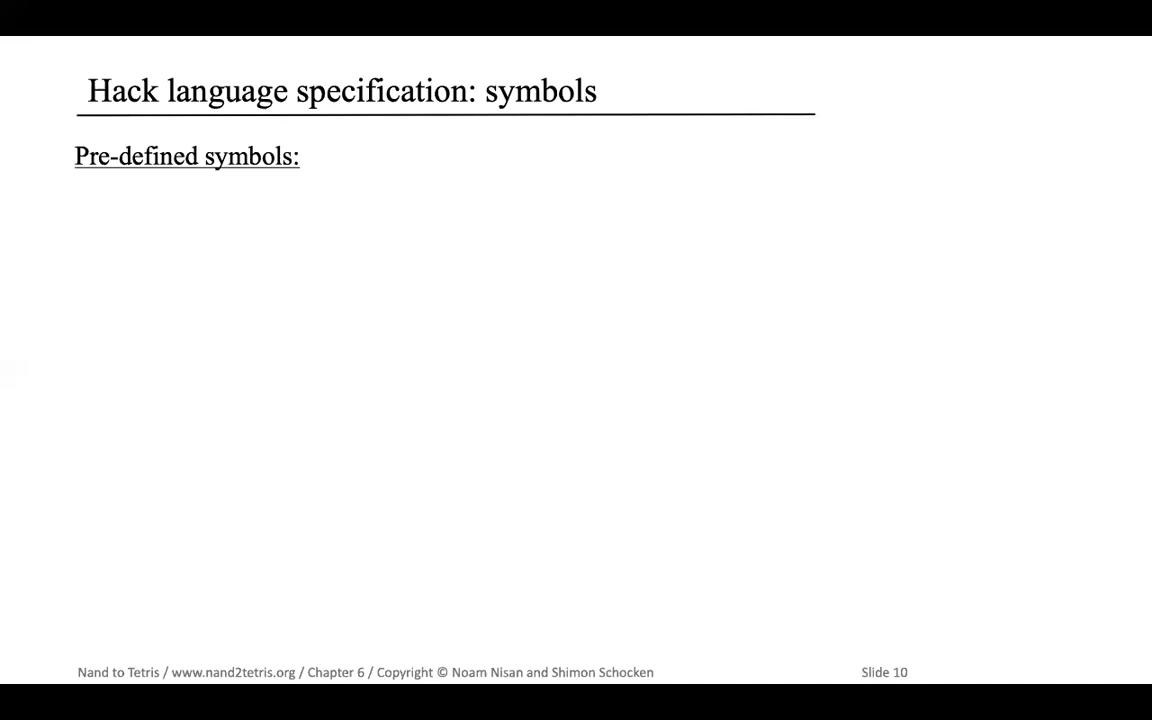 Hack language specification: symbols
Pre-defined symbols:
Nand to Tetris / www.nand2tetris.org / Chapter 6 / Copyright © Noam Nisan and Shimon Schocken
Slide 10